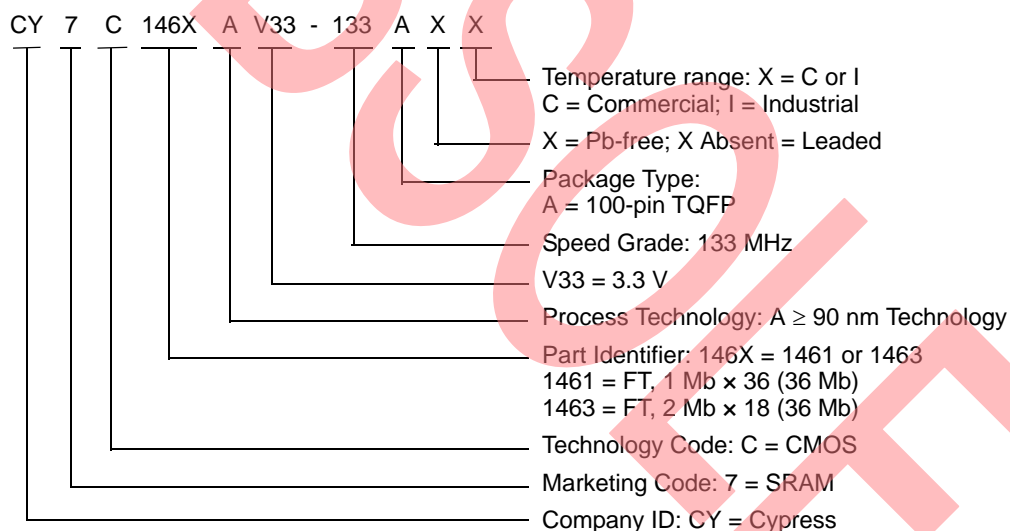 CY 7 C 146X A V33 - 133 A X X
Temperature range: X = C or I
C = Commercial; I = Industrial
X = Pb-free; X Absent = Leaded
Package Type:
A = 100-pin TQFP
Speed Grade: 133 MHz
V33 = 3.3 V
Process Technology: A ≥ 90 nm Technology
Part Identifier: 146X = 1461 or 1463
1461 = FT, 1 Mb × 36 (36 Mb)
1463 = FT, 2 Mb × 18 (36 Mb)
Technology Code: C = CMOS
Marketing Code: 7 = SRAM
Company ID: CY = Cypress